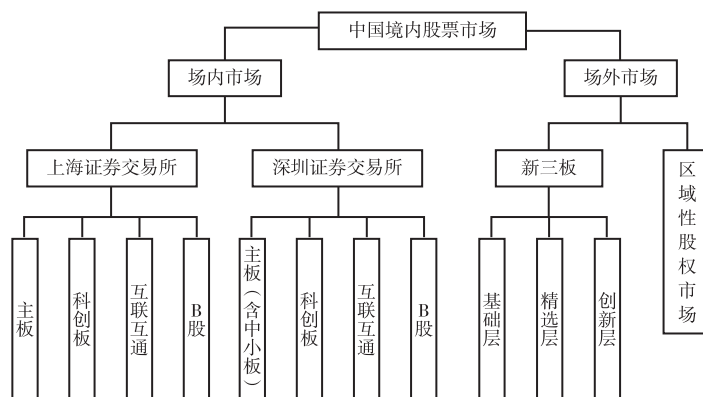 中国境内股票市场
场内市场
场外市场
上海证券交易所
深圳证券交易所
新三板
区域性股权市场
主板
科创板
互联互通
B股
主板（含中小板）
科创板
互联互通
B股
基础层
精选层
创新层